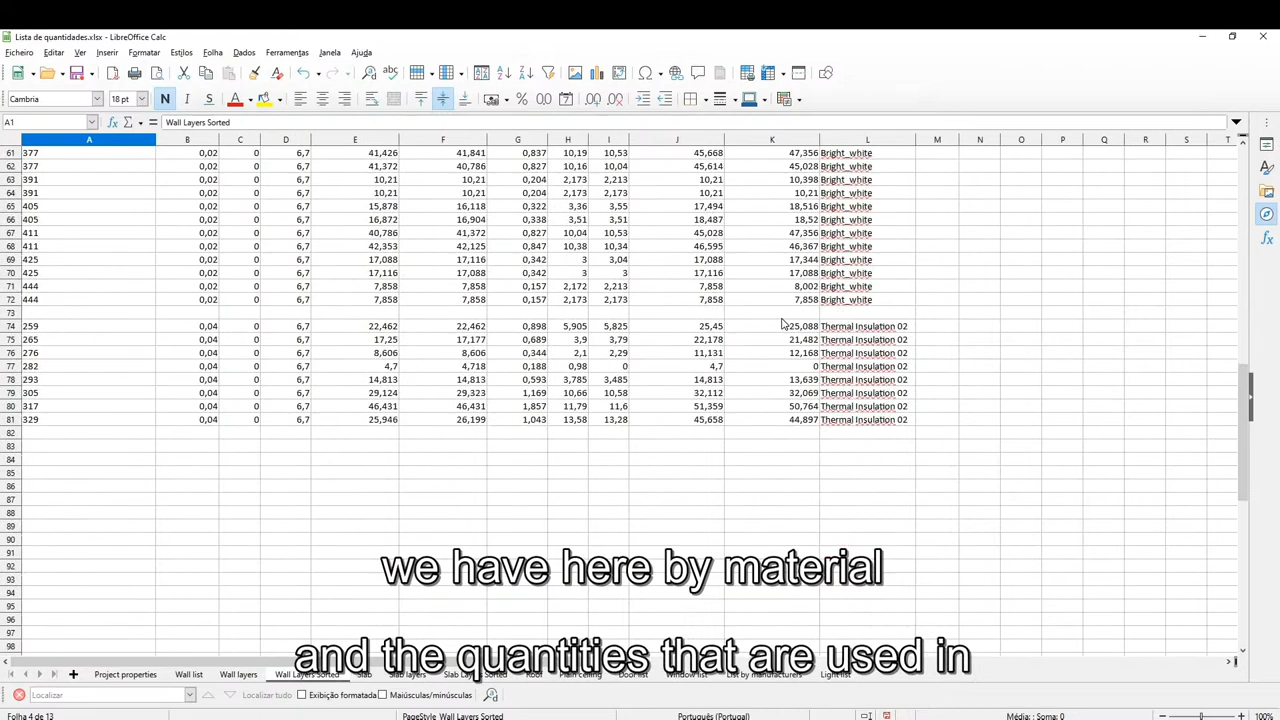 Lista de quantidades.xlsx - LibreOffice Calc
Ficheiro Editar Ver Inserir Formatar Estilos Folha Dados Ferramentas Janela Ajuda
Cambria 18 pt N I S
A1 Wall Layers Sorted
A B C D E F G H I J K L M N O P Q R S T
61 377 0,02 0 6,7 41,426 41,841 0,837 10,19 10,53 45,668 47,356 Bright_white
62 377 0,02 0 6,7 41,372 40,786 0,827 10,16 10,04 45,614 45,028 Bright_white
63 391 0,02 0 6,7 10,21 10,21 0,204 2,173 2,213 10,21 10,398 Bright_white
64 391 0,02 0 6,7 10,21 10,21 0,204 2,173 2,173 10,21 10,21 Bright_white
65 405 0,02 0 6,7 15,878 16,118 0,322 3,36 3,55 17,494 18,516 Bright_white
66 405 0,02 0 6,7 16,872 16,904 0,338 3,51 3,51 18,487 18,52 Bright_white
67 411 0,02 0 6,7 40,786 41,372 0,827 10,04 10,53 45,028 47,356 Bright_white
68 411 0,02 0 6,7 42,353 42,125 0,847 10,38 10,34 46,595 46,367 Bright_white
69 425 0,02 0 6,7 17,088 17,116 0,342 3 3,04 17,088 17,344 Bright_white
70 425 0,02 0 6,7 17,116 17,088 0,342 3 3 17,116 17,088 Bright_white
71 444 0,02 0 6,7 7,858 7,858 0,157 2,172 2,213 7,858 8,002 Bright_white
72 444 0,02 0 6,7 7,858 7,858 0,157 2,173 2,173 7,858 7,858 Bright_white
73
74 259 0,04 0 6,7 22,462 22,462 0,898 5,905 5,825 25,45 25,088 Thermal Insulation 02
75 265 0,04 0 6,7 17,25 17,177 0,689 3,9 3,79 22,178 21,482 Thermal Insulation 02
76 276 0,04 0 6,7 8,606 8,606 0,344 2,1 2,29 11,131 12,168 Thermal Insulation 02
77 282 0,04 0 6,7 4,7 4,718 0,188 0,98 0 4,7 0 Thermal Insulation 02
78 293 0,04 0 6,7 14,813 14,813 0,593 3,785 3,485 14,813 13,639 Thermal Insulation 02
79 305 0,04 0 6,7 29,124 29,323 1,169 10,66 10,58 32,112 32,069 Thermal Insulation 02
80 317 0,04 0 6,7 46,431 46,431 1,857 11,79 11,6 51,359 50,764 Thermal Insulation 02
81 329 0,04 0 6,7 25,946 26,199 1,043 13,58 13,28 45,658 44,897 Thermal Insulation 02
82
83
84
85
86
87
88
89
90
91
92
93
94
95
96
97
98
we have here by material
and the quantities that are used in
Project properties Wall list Wall layers Wall Layers Sorted Slab Slab Layers Sorted Roof Plain ceiling Door list Window list List by manufacturers Light list
Localizar Localizar tudo Exibição formatada Maiúsculas/minúsculas
Folha 4 de 13 PageStyle_Wall Layers Sorted Português (Portugal) Média: ; Soma: 0 100%